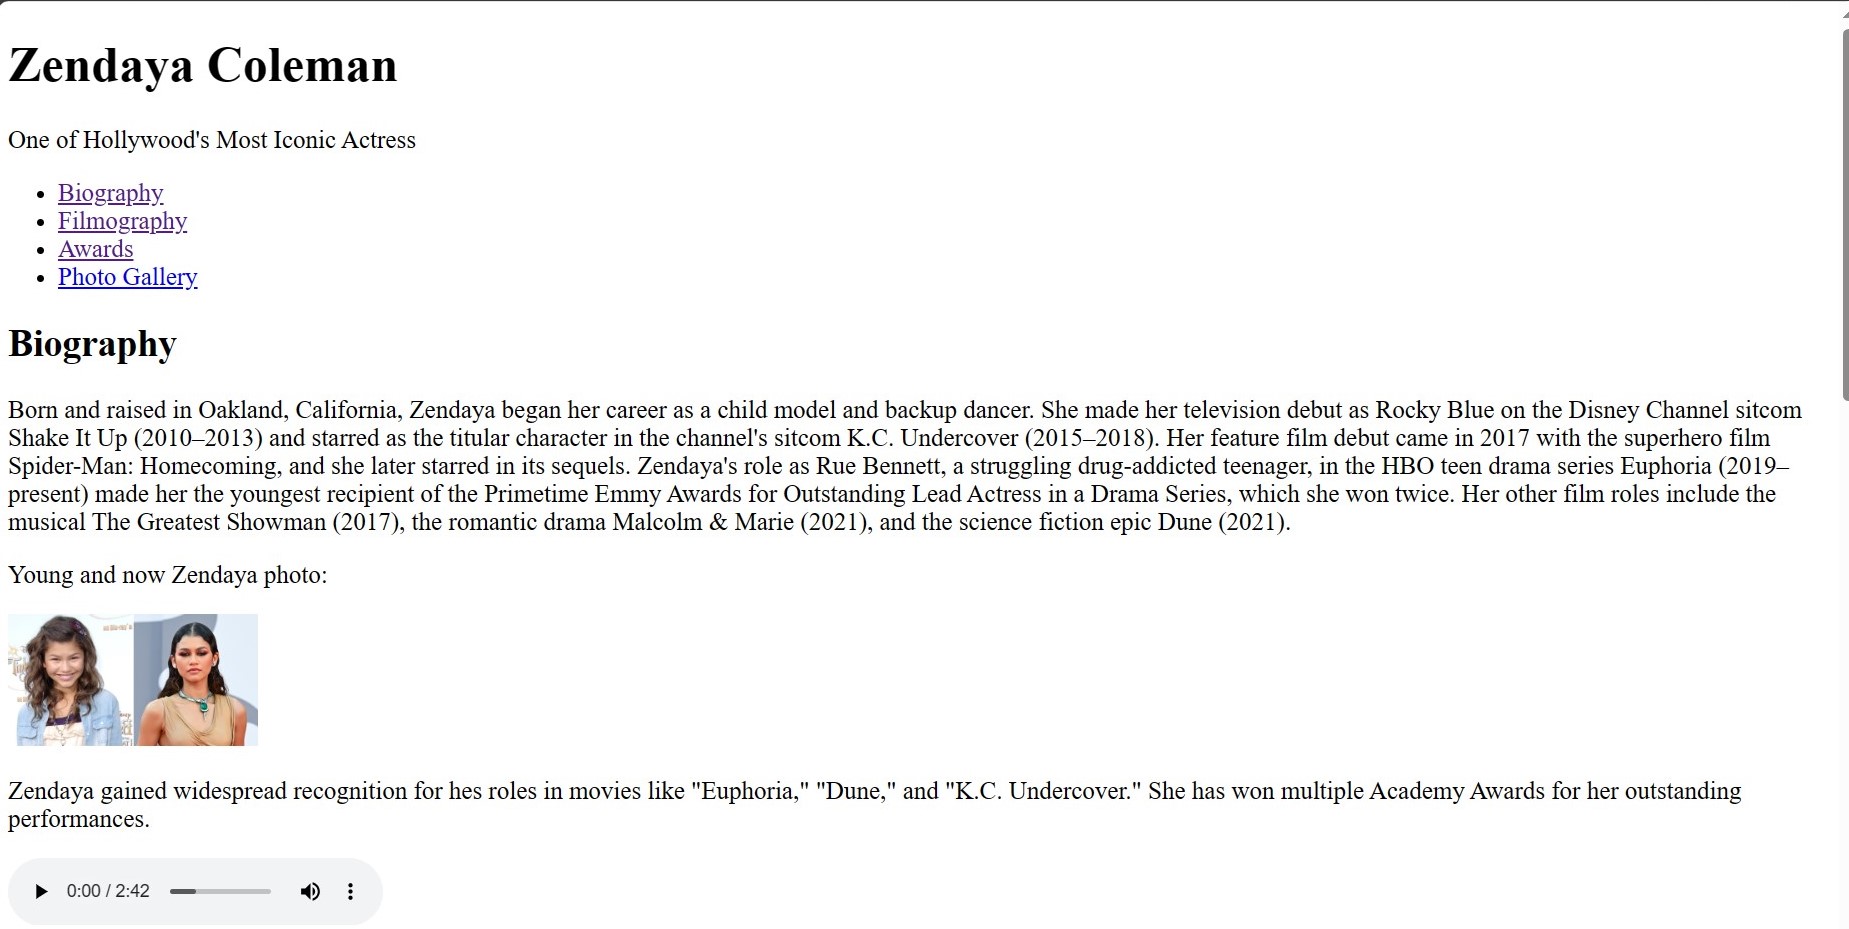 Zendaya Coleman
One of Hollywood's Most Iconic Actress
• Biography
• Filmography
• Awards
• Photo Gallery
Biography
Born and raised in Oakland, California, Zendaya began her career as a child model and backup dancer. She made her television debut as Rocky Blue on the Disney Channel sitcom
Shake It Up (2010–2013) and starred as the titular character in the channel's sitcom K.C. Undercover (2015–2018). Her feature film debut came in 2017 with the superhero film
Spider-Man: Homecoming, and she later starred in its sequels. Zendaya's role as Rue Bennett, a struggling drug-addicted teenager, in the HBO teen drama series Euphoria (2019–
present) made her the youngest recipient of the Primetime Emmy Awards for Outstanding Lead Actress in a Drama Series, which she won twice. Her other film roles include the
musical The Greatest Showman (2017), the romantic drama Malcolm & Marie (2021), and the science fiction epic Dune (2021).
Young and now Zendaya photo:
Zendaya gained widespread recognition for hes roles in movies like "Euphoria," "Dune," and "K.C. Undercover." She has won multiple Academy Awards for her outstanding
performances.
0:00 / 2:42